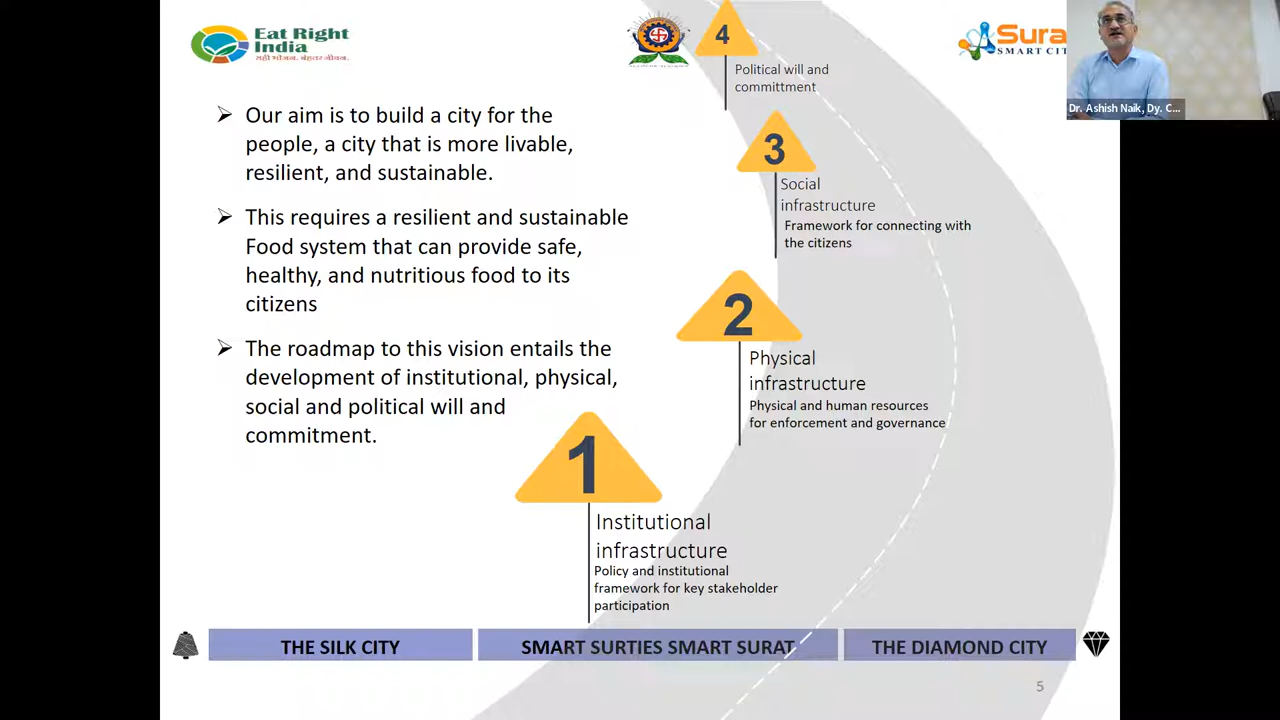 Eat Right
India
सही भोजन. बेहतर जीवन.
SMART CIT
Dr. Ashish Naik, Dy. C...
Our aim is to build a city for the
people, a city that is more livable,
resilient, and sustainable.
This requires a resilient and sustainable
Food system that can provide safe,
healthy, and nutritious food to its
citizens
The roadmap to this vision entails the
development of institutional, physical,
social and political will and
commitment.
4
Political will and
committment
3
Social
infrastructure
Framework for connecting with
the citizens
2
Physical
infrastructure
Physical and human resources
for enforcement and governance
1
Institutional
infrastructure
Policy and institutional
framework for key stakeholder
participation
THE SILK CITY
SMART SURTIES SMART SURAT
THE DIAMOND CITY
5